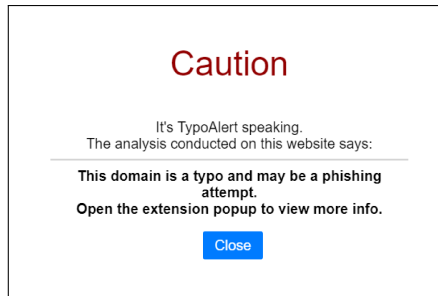 Caution
It's TypoAlert speaking.
The analysis conducted on this website says:
This domain is a typo and may be a phishing
attempt.
Open the extension popup to view more info.
Close